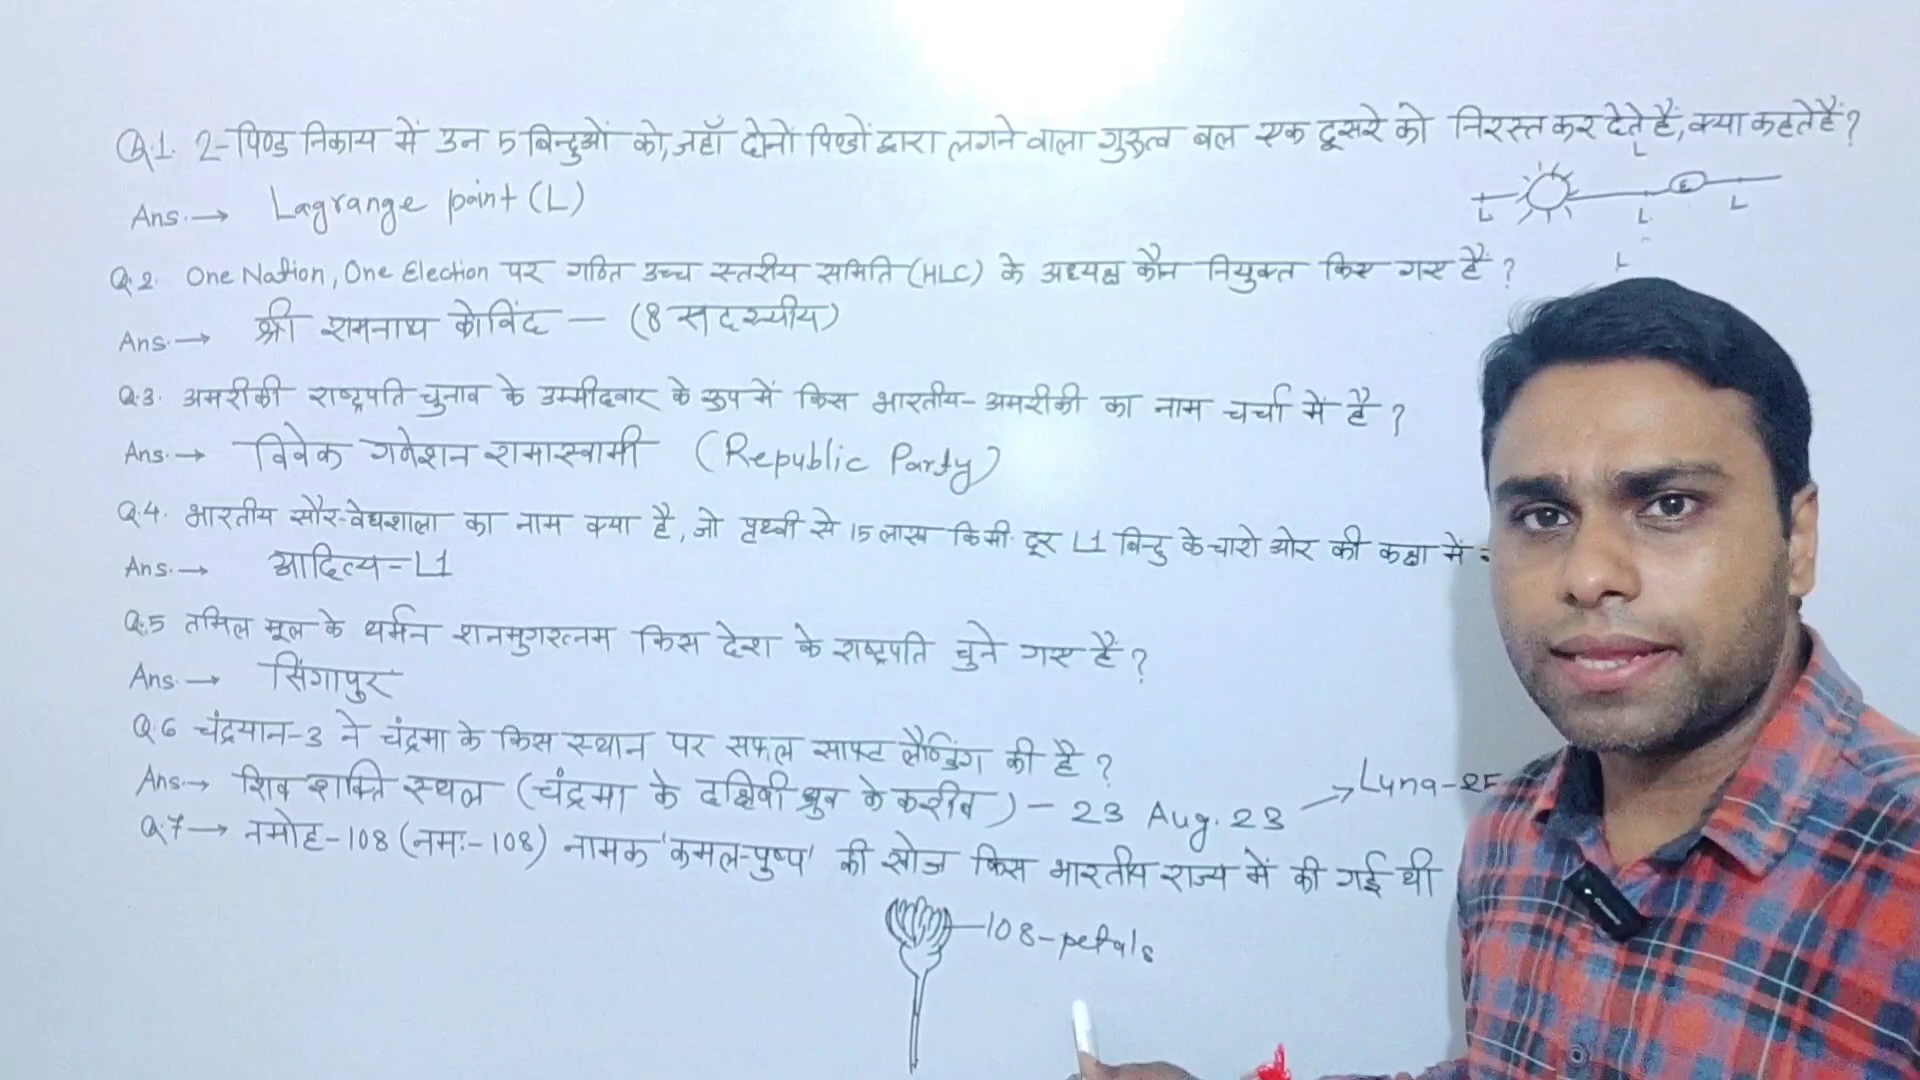 Q.1. 2-पिण्ड निकाय में उन 5 बिन्दुओं को, जहाँ दोनों पिण्डों द्वारा लगने वाला गुरुत्व बल एक दूसरे को निरस्त कर देते हैं, क्या कहते हैं?
L
Ans.→ Lagrange point (L)
L E L L
L
Q.2. One Nation, One Election पर गठित उच्च स्तरीय समिति (HLC) के अध्यक्ष कौन नियुक्त किए गए हैं?
Ans.→ श्री रामनाथ कोविंद — (8 सदस्यीय)
Q.3. अमरीकी राष्ट्रपति चुनाव के उम्मीदवार के रुप में किस भारतीय-अमरीकी का नाम चर्चा में है?
Ans.→ विवेक गणेशन रामास्वामी (Republic Party)
Q.4. भारतीय सौर-वेधशाला का नाम क्या है, जो पृथ्वी से 15 लाख किमी. दूर L1 बिन्दु के चारो ओर की कक्षा में
Ans.→ आदित्य-L1
Q.5 तमिल मूल के थर्मन शनमुगरत्नम किस देश के राष्ट्रपति चुने गए हैं?
Ans.→ सिंगापुर
Q.6 चंद्रयान-3 ने चंद्रमा के किस स्थान पर सफल साफ्ट लैण्डिंग की है?
Ans.→ शिव शक्ति स्थल (चंद्रमा के दक्षिणी ध्रुव के करीब) - 23 Aug. 23 → Luna-25
Q.7→ नमोह-108 (नमः-108) नामक 'कमल-पुष्प' की खोज किस भारतीय राज्य में की गई थी
108-petals